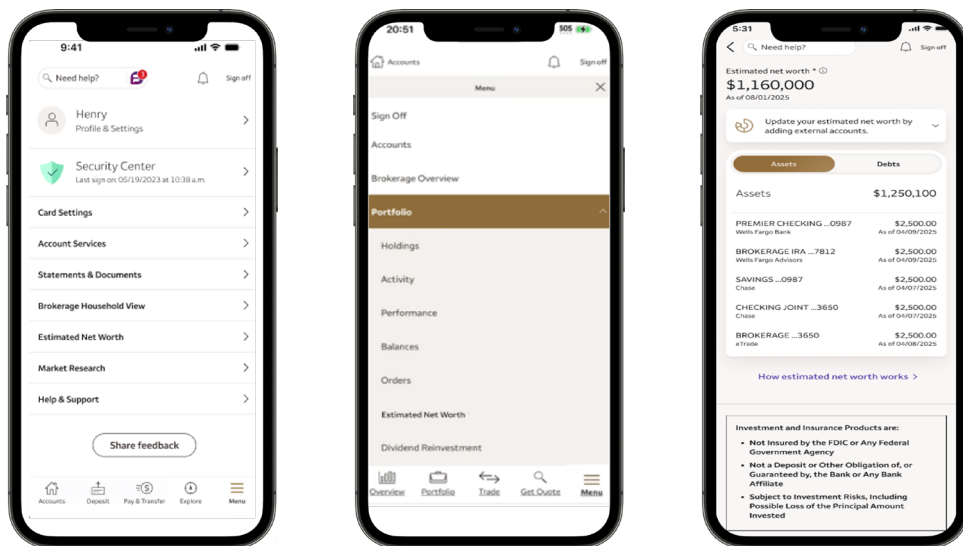 9:41
Need help?
3
Sign off
Henry
Profile & Settings
Security Center
Last sign on: 05/19/2023 at 10:38 a.m.
Card Settings
Account Services
Statements & Documents
Brokerage Household View
Estimated Net Worth
Market Research
Help & Support
Share feedback
Accounts
Deposit
Pay & Transfer
Explore
Menu
20:51
SOS
Accounts
Sign off
Menu
Sign Off
Accounts
Brokerage Overview
Portfolio
Holdings
Activity
Performance
Balances
Orders
Estimated Net Worth
Dividend Reinvestment
Overview
Portfolio
Trade
Get Quote
Menu
5:31
Need help?
Sign off
Estimated net worth *
$1,160,000
As of 08/01/2025
Update your estimated net worth by
adding external accounts.
Assets
Debts
Assets $1,250,100
PREMIER CHECKING ...0987 $2,500.00
Wells Fargo Bank As of 04/09/2025
BROKERAGE IRA ...7812 $2,500.00
Wells Fargo Advisors As of 04/09/2025
SAVINGS ...0987 $2,500.00
Chase As of 04/07/2025
CHECKING JOINT ...3650 $2,500.00
Chase As of 04/07/2025
BROKERAGE ...3650 $2,500.00
eTrade As of 04/08/2025
How estimated net worth works >
Investment and Insurance Products are:
• Not Insured by the FDIC or Any Federal
Government Agency
• Not a Deposit or Other Obligation of, or
Guaranteed by, the Bank or Any Bank
Affiliate
• Subject to Investment Risks, Including
Possible Loss of the Principal Amount
Invested